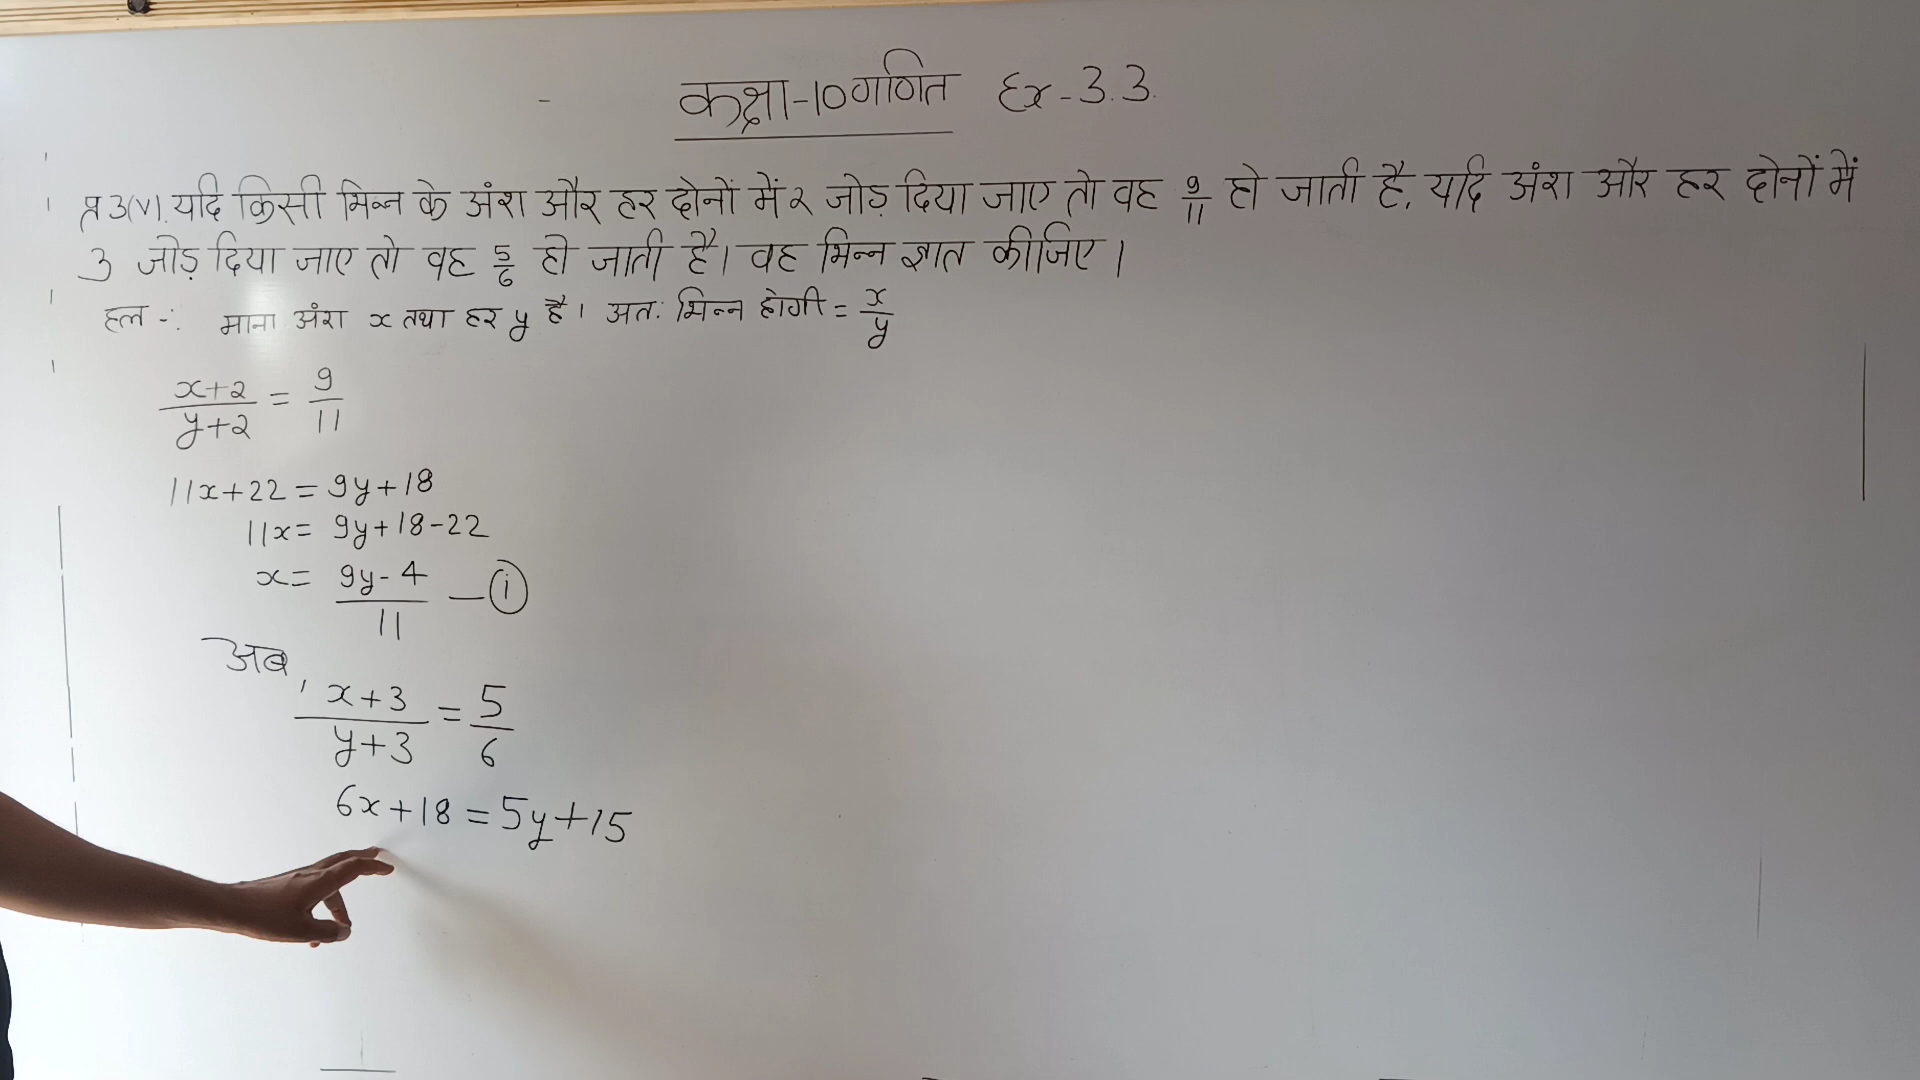 कक्षा-10 गणित Ex-3.3.
प्र 3(v). यदि किसी भिन्न के अंश और हर दोनों में 2 जोड़ दिया जाए तो वह 9/11 हो जाती है, यदि अंश और हर दोनों में
3 जोड़ दिया जाए तो वह 5/6 हो जाती है। वह भिन्न ज्ञात कीजिए।
हल -: माना अंश x तथा हर y है। अतः भिन्न होगी = x/y
(x+2)/(y+2) = 9/11
11x+22 = 9y+18
11x = 9y+18-22
x = (9y-4)/11 — (i)
अब,
(x+3)/(y+3) = 5/6
6x+18 = 5y+15